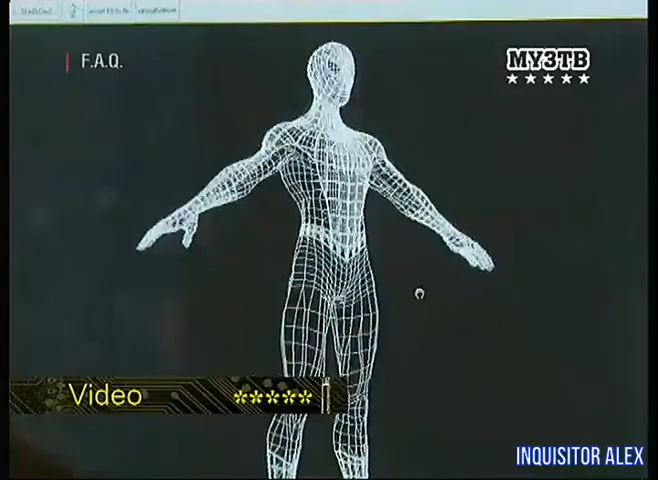 F.A.Q.
МУЗТВ
Video *****
INQUISITOR ALEX